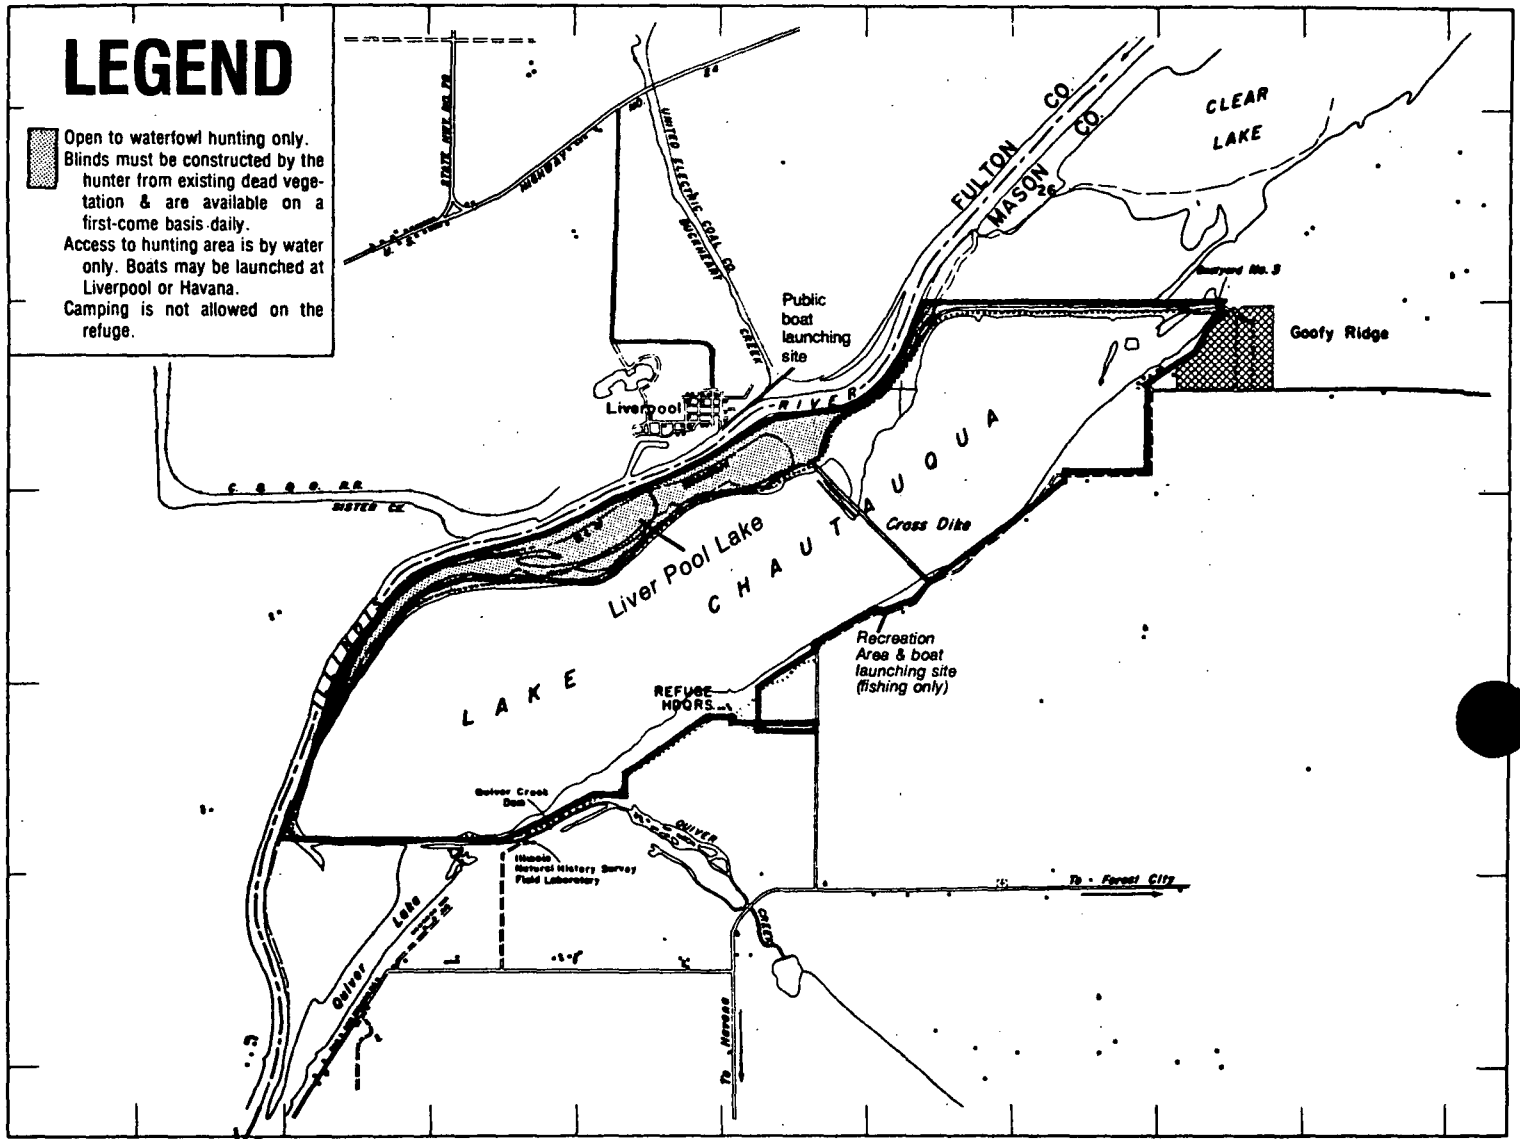 LEGEND
Open to waterfowl hunting only.
Blinds must be constructed by the
hunter from existing dead vege-
tation & are available on a
first-come basis daily.
Access to hunting area is by water
only. Boats may be launched at
Liverpool or Havana.
Camping is not allowed on the
refuge.
STATE HWY. NO. 78
U. S. HIGHWAY NO. 24
UNITED ELECTRIC COAL CO.
BUCKHEART CREEK
FULTON CO.
MASON CO.
26
CLEAR
LAKE
Goofy Ridge
Public
boat
launching
site
Liverpool
RIVER
C. B. & Q. R.R.
SISTER CK.
Liver Pool Lake
LAKE CHAUTAUQUA
Cross Dike
Recreation
Area & boat
launching site
(fishing only)
REFUGE
HDQRS.
Quiver Creek
Dam
Illinois
Natural History Survey
Field Laboratory
QUIVER
CREEK
Quiver Lake
To - Forest City
To Havana